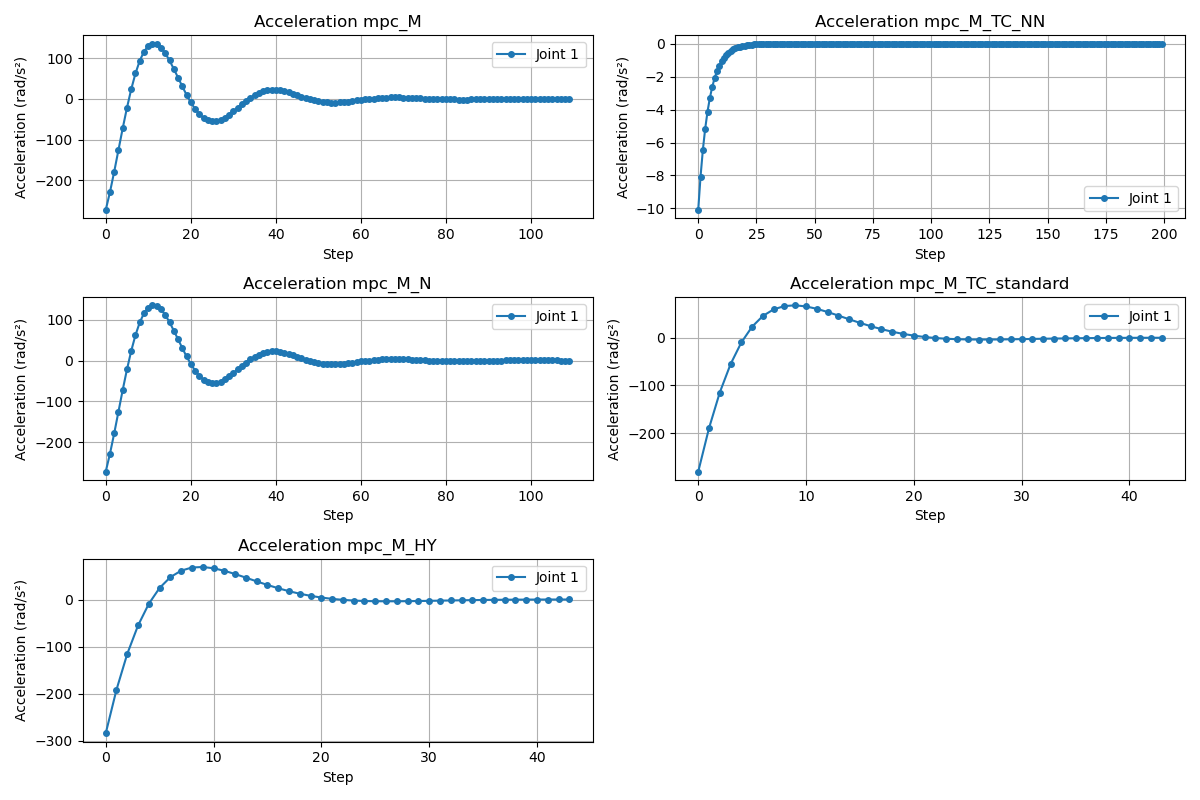 Acceleration mpc_M
Acceleration (rad/s²)
100
0
−100
−200
Joint 1
0 20 40 60 80 100
Step
Acceleration mpc_M_TC_NN
Acceleration (rad/s²)
0
−2
−4
−6
−8
−10
Joint 1
0 25 50 75 100 125 150 175 200
Step
Acceleration mpc_M_N
Acceleration (rad/s²)
100
0
−100
−200
Joint 1
0 20 40 60 80 100
Step
Acceleration mpc_M_TC_standard
Acceleration (rad/s²)
0
−100
−200
Joint 1
0 10 20 30 40
Step
Acceleration mpc_M_HY
Acceleration (rad/s²)
0
−100
−200
−300
Joint 1
0 10 20 30 40
Step